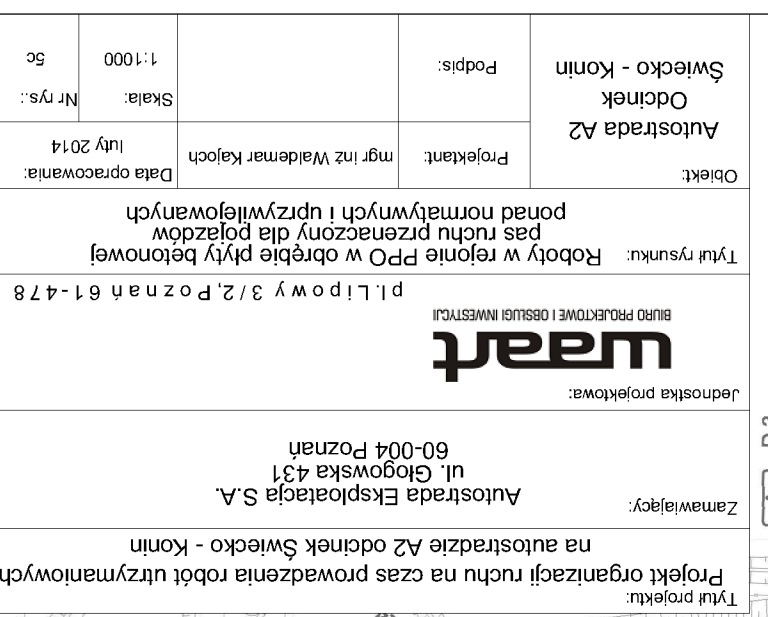 Tytuł projektu:
Projekt organizacji ruchu na czas prowadzenia robót utrzymaniowych
na autostradzie A2 odcinek Świecko - Konin
Zamawiający:
Autostrada Eksploatacja S.A.
ul. Głogowska 431
60-004 Poznań
Jednostka projektowa:
waart
BIURO PROJEKTOWE I OBSŁUGI INWESTYCJI
pl. Lipowy 3/2, Poznań 61-478
Tytuł rysunku:
Roboty w rejonie PPO w obrębie płyty betonowej
pas ruchu przenaczony dla pojazdów
ponad normatywnych i uprzywilejowanych
Obiekt:
Autostrada A2
Odcinek
Świecko - Konin
Projektant:
mgr inż Waldemar Kajoch
Data opracowania:
luty 2014
Podpis:
Skala:
1:1000
Nr rys.:
5c